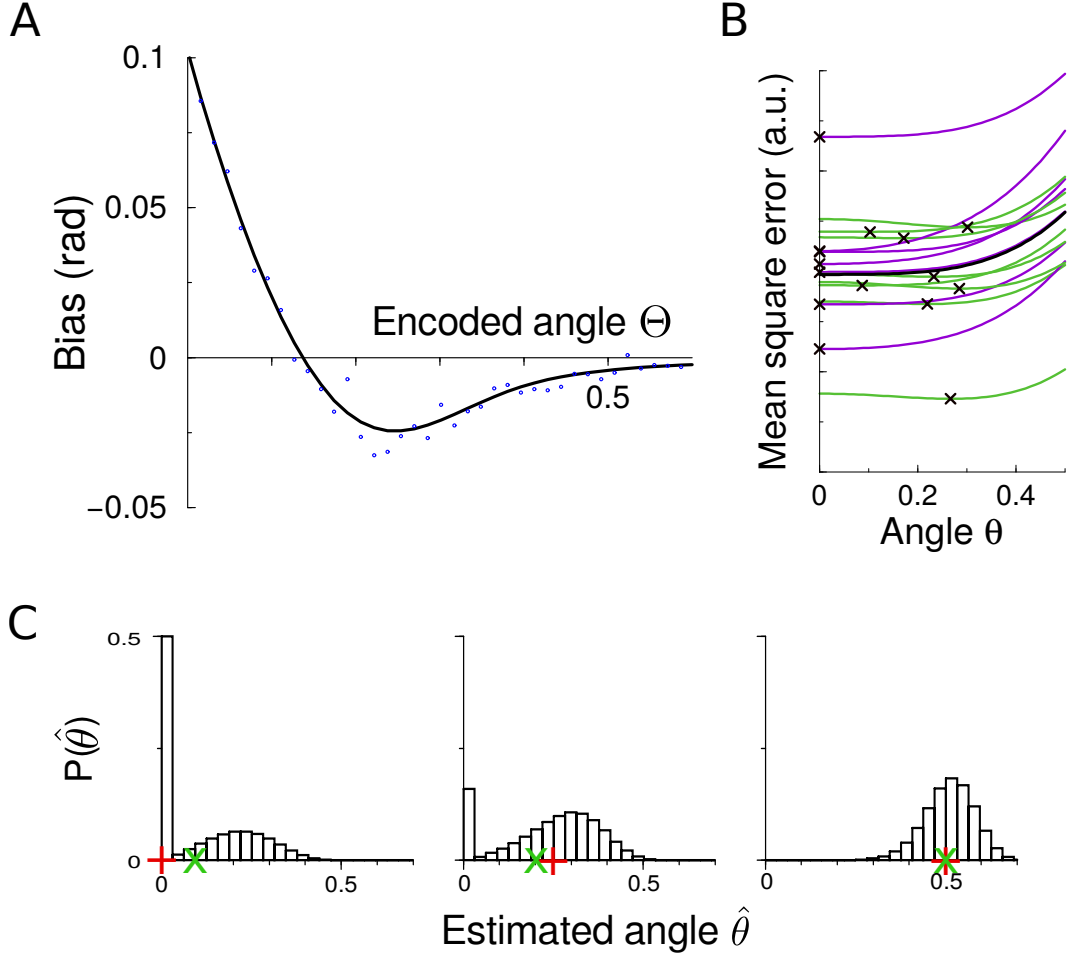 A
B
0.1
0.05
0
−0.05
Bias (rad)
Encoded angle Θ
0.5
Mean square error (a.u.)
0
0.2
0.4
Angle θ
C
0.5
0
P(θ̂)
0
0.5
0
0.5
0
0.5
Estimated angle θ̂